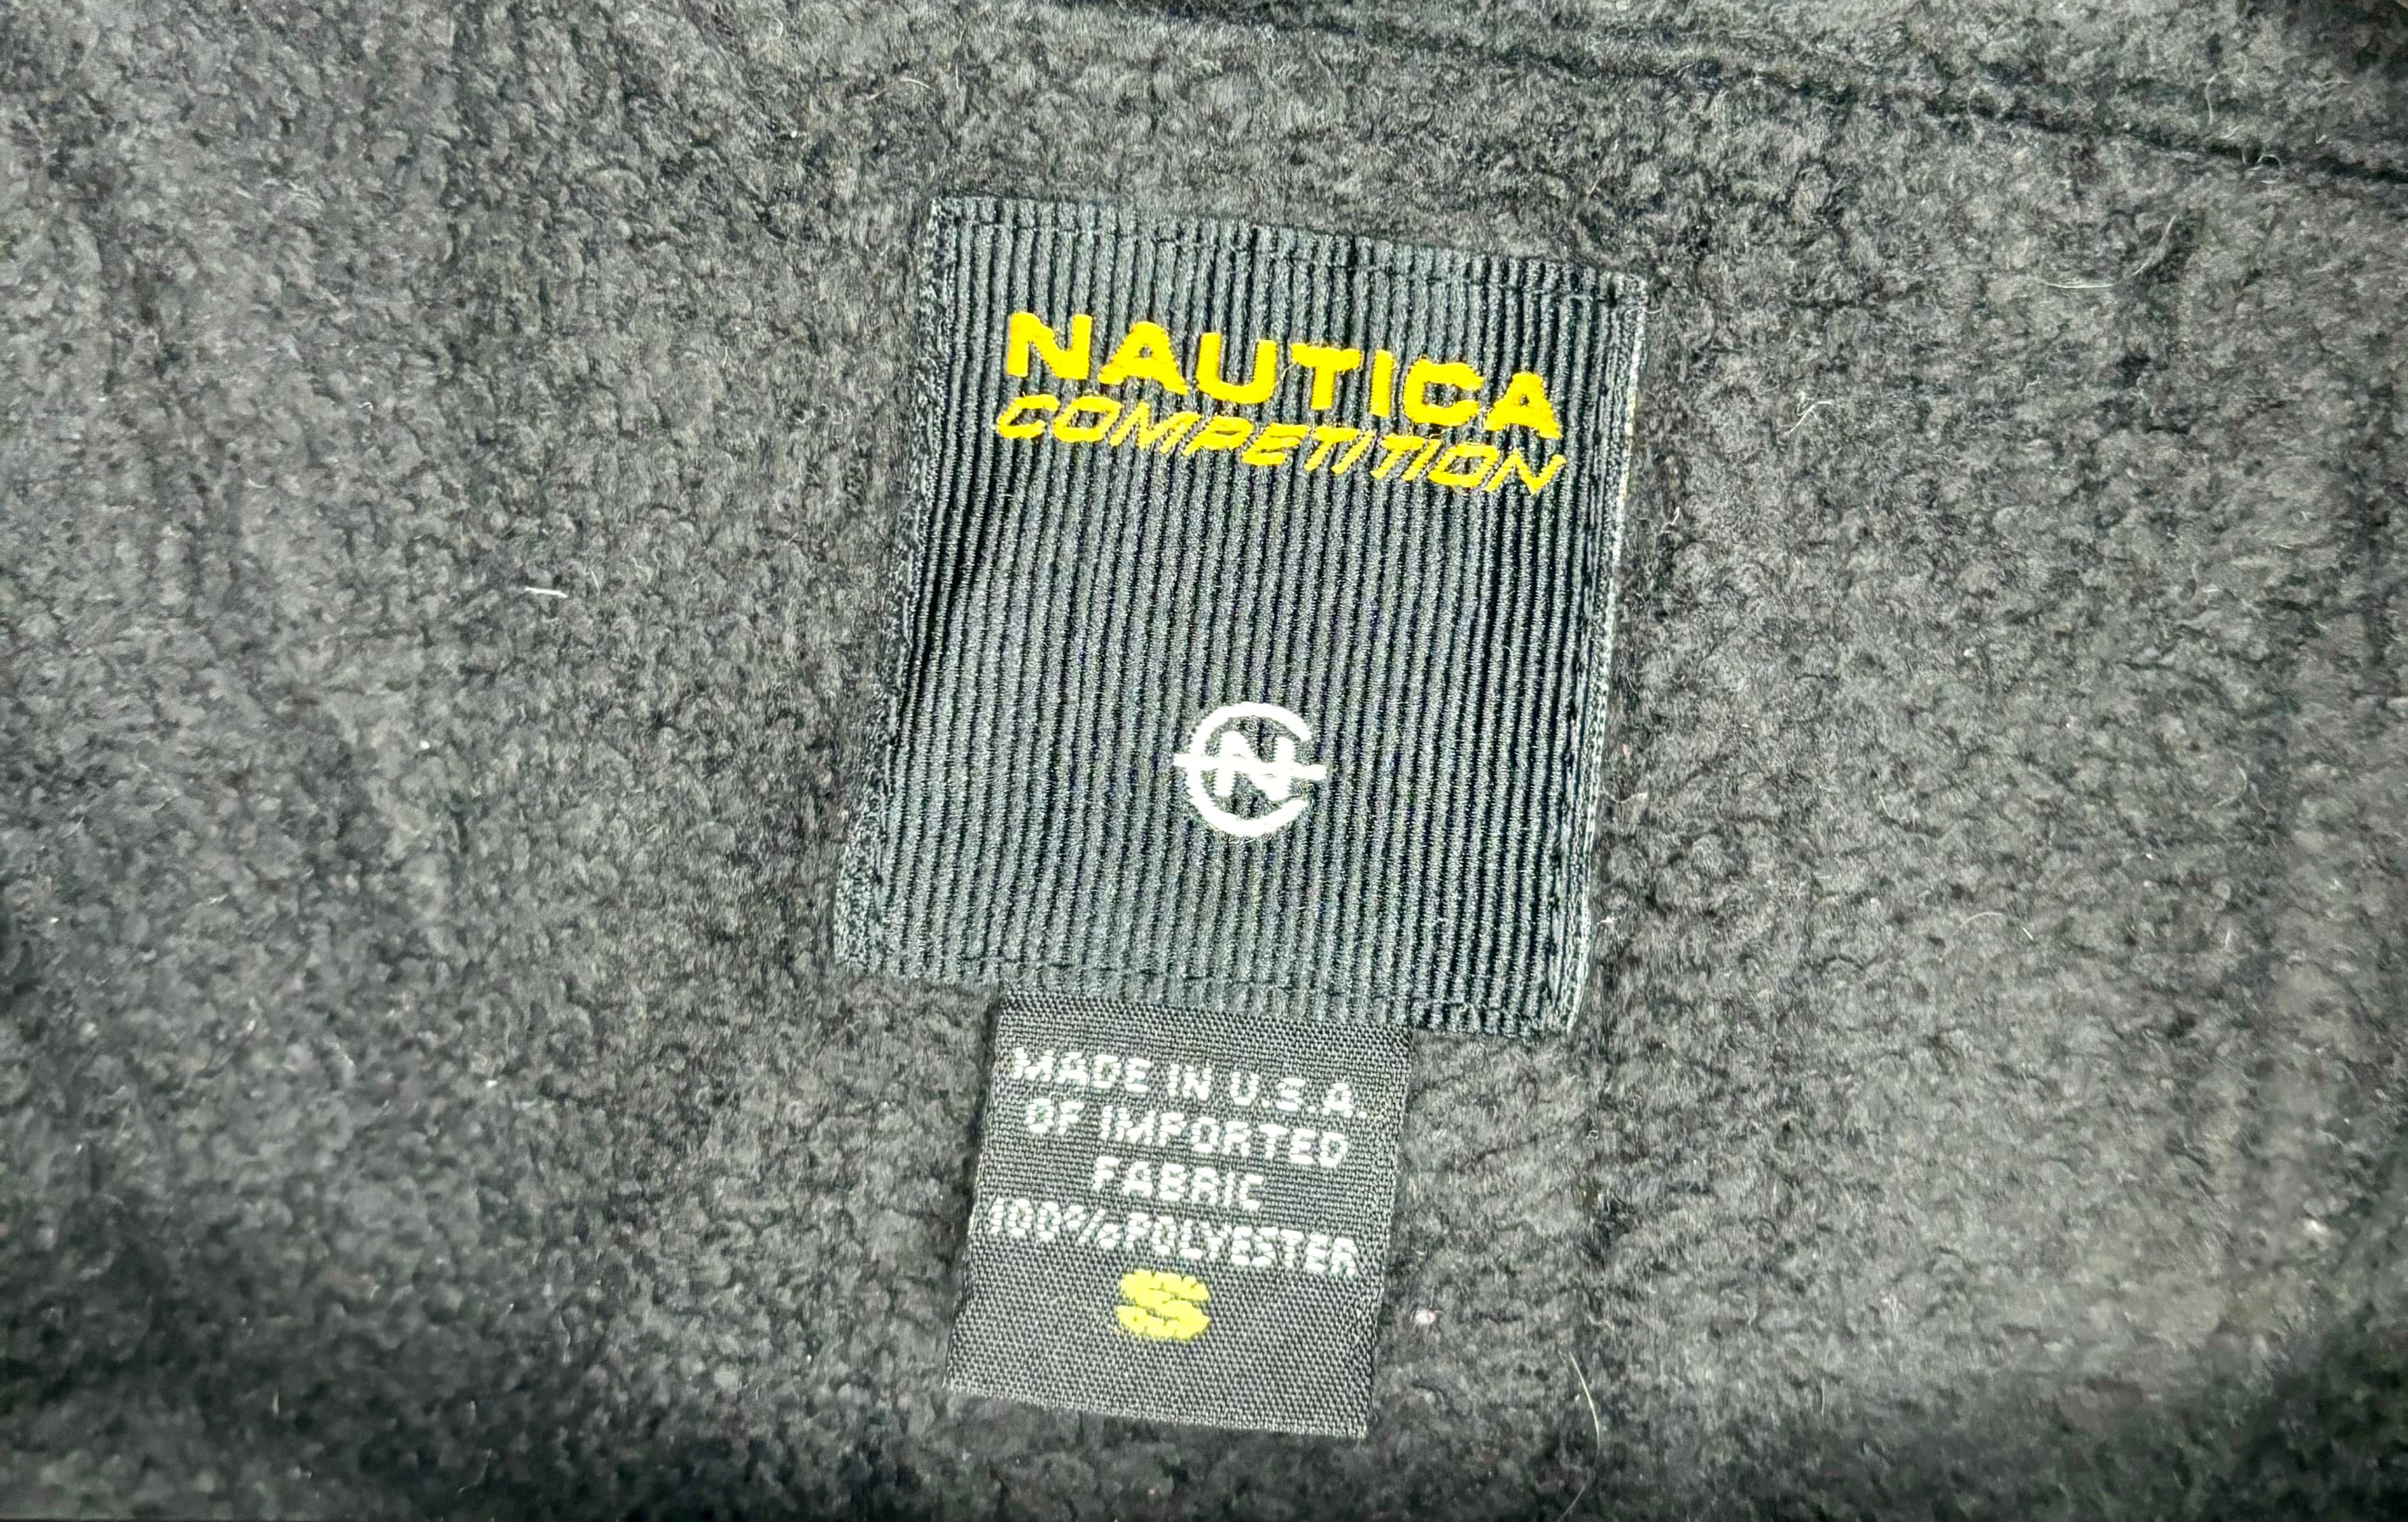 NAUTICA
COMPETITION
N
MADE IN U.S.A.
OF IMPORTED
FABRIC
100%POLYESTER
S